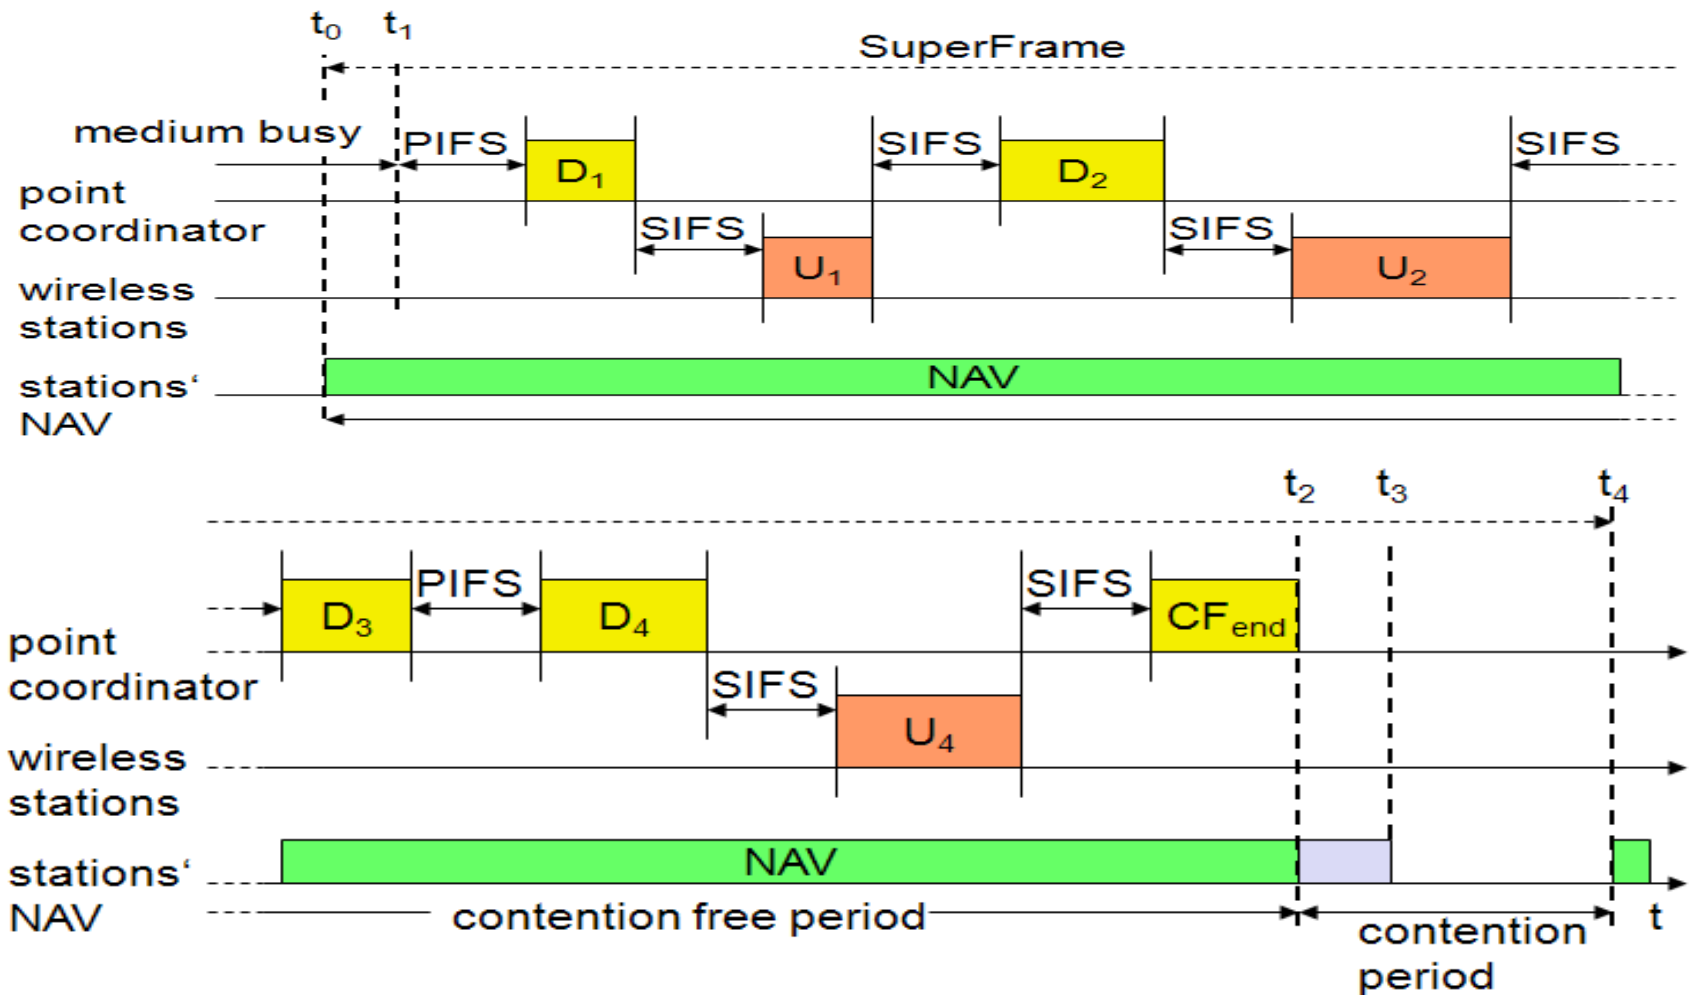 t0 t1
SuperFrame
medium busy
PIFS D1 SIFS D2 SIFS
point
coordinator
SIFS U1 SIFS U2
wireless
stations
stations‘
NAV
NAV
t2 t3 t4
D3 PIFS D4 SIFS CFend
point
coordinator
SIFS U4
wireless
stations
stations‘
NAV
NAV
contention free period
contention
period
t